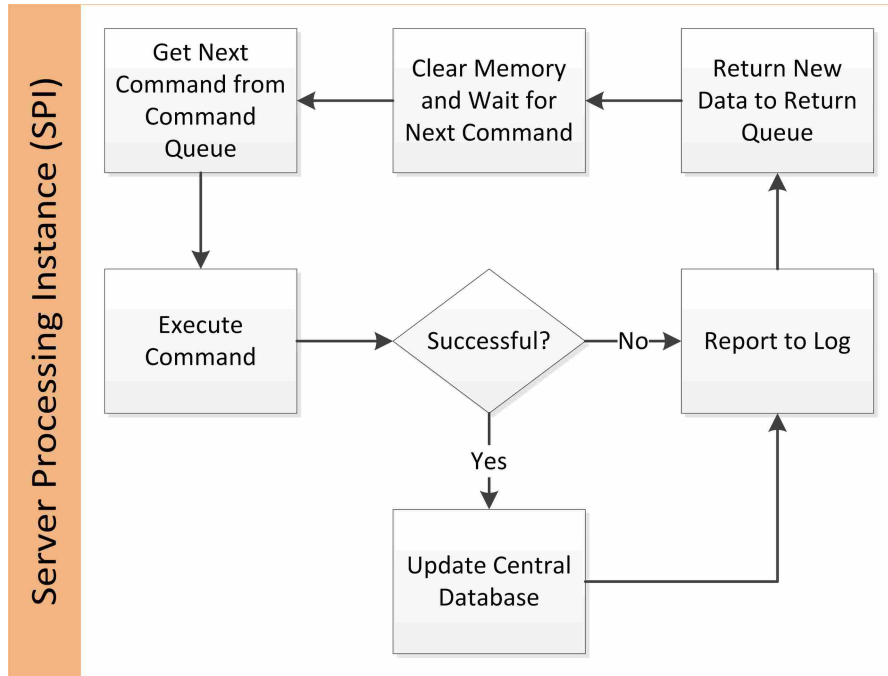 Server Processing Instance (SPI)
Get Next
Command from
Command
Queue
Clear Memory
and Wait for
Next Command
Return New
Data to Return
Queue
Execute
Command
Successful?
No
Report to Log
Yes
Update Central
Database